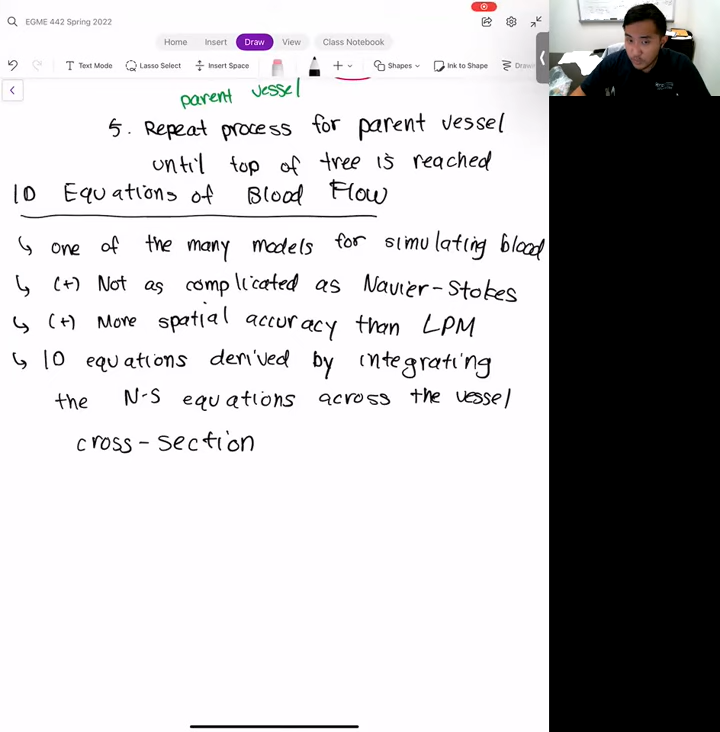 EGME 442 Spring 2022
Home Insert Draw View Class Notebook
Text Mode Lasso Select Insert Space Shapes Ink to Shape
parent vessel
5. Repeat process for parent vessel
until top of tree is reached
1D Equations of Blood Flow
↳ one of the many models for simulating blood
↳ (+) Not as complicated as Navier-Stokes
↳ (+) More spatial accuracy than LPM
↳ 1D equations derived by integrating
the N-S equations across the vessel
cross-section